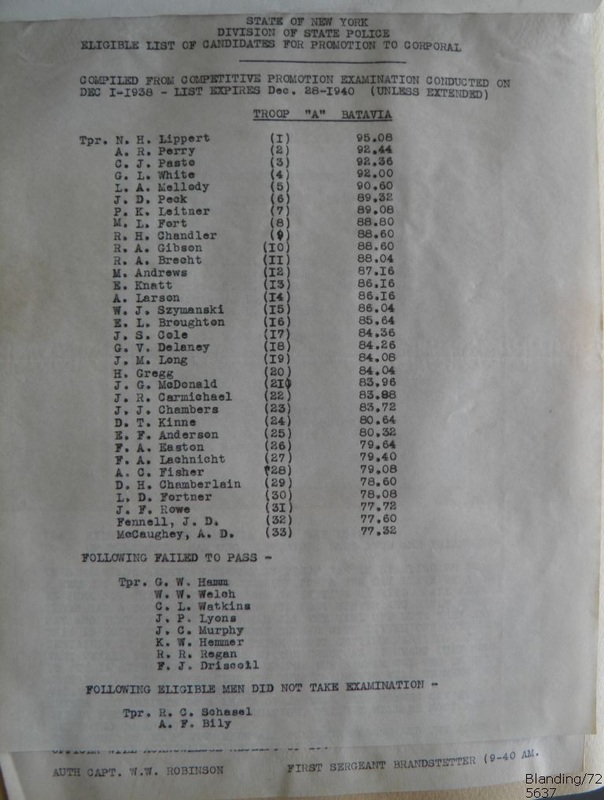 STATE OF NEW YORK
DIVISION OF STATE POLICE
ELIGIBLE LIST OF CANDIDATES FOR PROMOTION TO CORPORAL
COMPILED FROM COMPETITIVE PROMOTION EXAMINATION CONDUCTED ON
DEC I-I938 - LIST EXPIRES Dec. 28-I940 (UNLESS EXTENDED)
TROOP "A" BATAVIA
Tpr. N. H. Lippert (I) 95.08
A. R. Perry (2) 92.44
C. J. Pasto (3) 92.36
G. L. White (4) 92.00
L. A. Mellody (5) 90.60
J. D. Peck (6) 89.32
P. K. Leitner (7) 89.08
M. L. Fort (8) 88.80
R. H. Chandler (9) 88.60
R. A. Gibson (I0) 88.60
R. A. Brecht (II) 88.04
M. Andrews (I2) 87.I6
E. Knatt (I3) 86.I6
A. Larson (I4) 86.I6
W. J. Szymanski (I5) 86.04
E. L. Broughton (I6) 85.64
J. S. Cole (I7) 84.36
G. V. Delaney (I8) 84.26
J. M. Long (I9) 84.08
H. Gregg (20) 84.04
J. G. McDonald (2I) 83.96
J. R. Carmichael (22) 83.88
J. J. Chambers (23) 83.72
D. T. Kinne (24) 80.64
E. F. Anderson (25) 80.32
F. A. Easton (26) 79.64
F. A. Lachnicht (27) 79.40
A. C. Fisher (28) 79.08
D. H. Chamberlain (29) 78.60
L. D. Fortner (30) 78.08
J. F. Rowe (3I) 77.72
Fennell, J. D. (32) 77.60
McCaughey, A. D. (33) 77.32
FOLLOWING FAILED TO PASS -
Tpr. G. W. Hamm
W. W. Welch
C. L. Watkins
J. P. Lyons
J. C. Murphy
K. W. Hemmer
R. R. Regan
F. J. Driscoll
FOLLOWING ELIGIBLE MEN DID NOT TAKE EXAMINATION -
Tpr. R. C. Schasel
A. F. Bily
AUTH CAPT. W.W. ROBINSON FIRST SERGEANT BRANDSTETTER (9-40 AM.
Blanding/72
5637